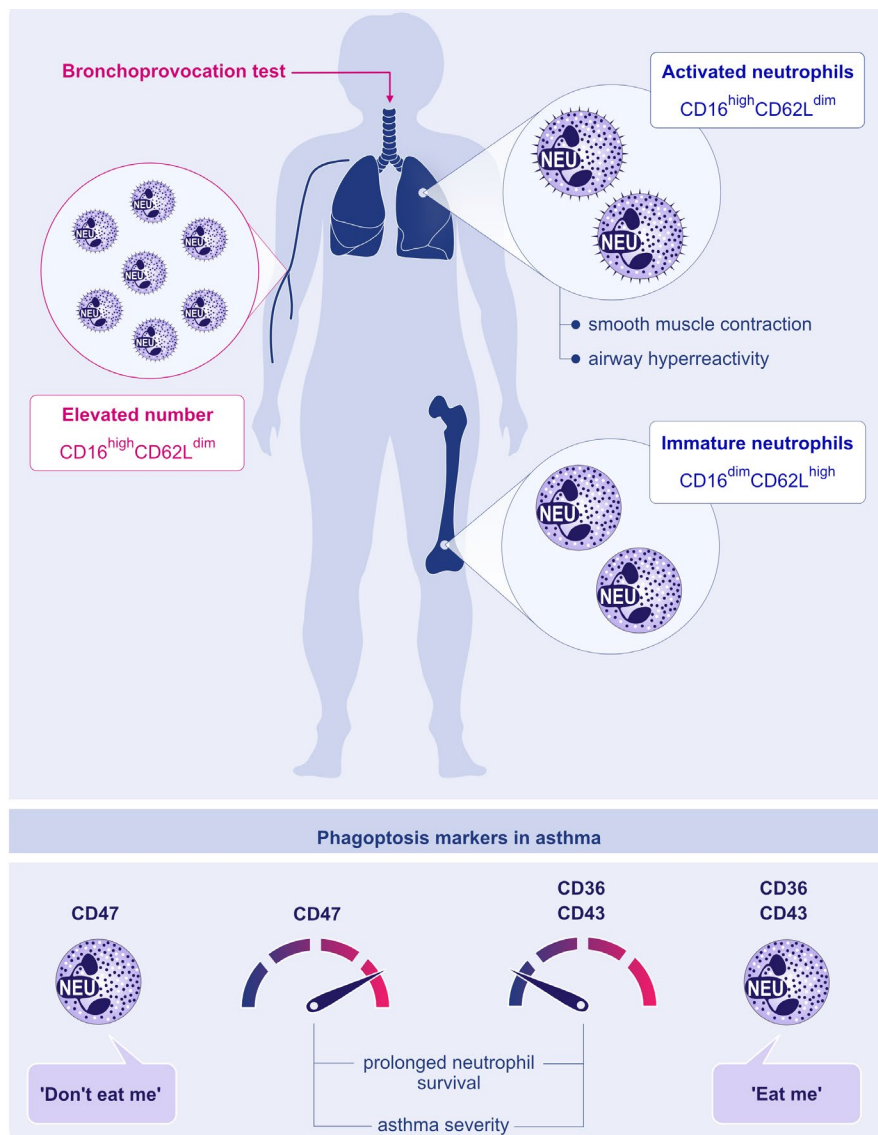 Bronchoprovocation test
Activated neutrophils
CD16highCD62Ldim
NEU
NEU
NEU
NEU
NEU
NEU
NEU
NEU
NEU
smooth muscle contraction
airway hyperreactivity
Elevated number
CD16highCD62Ldim
Immature neutrophils
CD16dimCD62Lhigh
NEU
NEU
Phagoptosis markers in asthma
CD47
CD47
CD36
CD43
CD36
CD43
NEU
NEU
prolonged neutrophil
survival
'Don't eat me'
'Eat me'
asthma severity